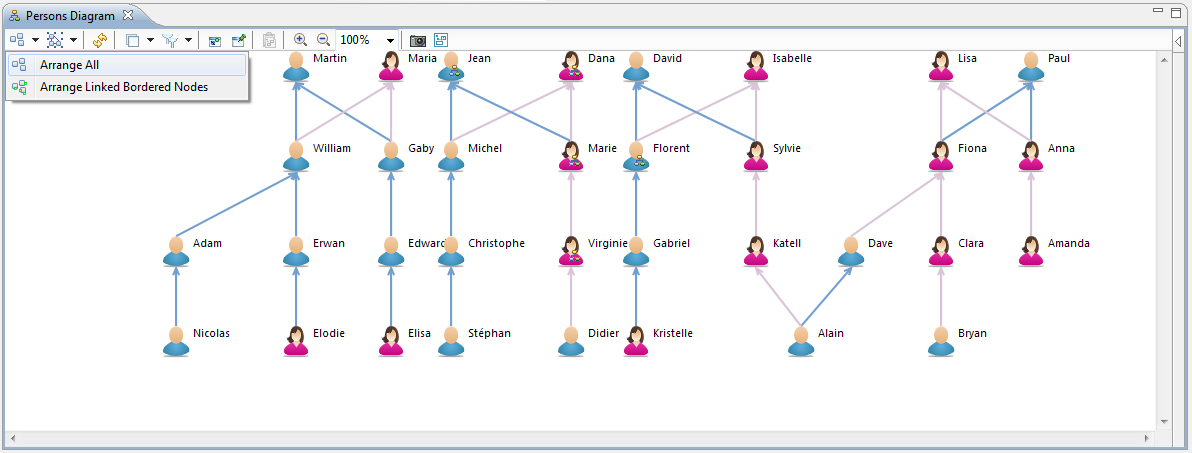 Persons Diagram
100%
Arrange All
Arrange Linked Bordered Nodes
Martin Maria Jean Dana David Isabelle Lisa Paul
William Gaby Michel Marie Florent Sylvie Fiona Anna
Adam Erwan Edward Christophe Virginie Gabriel Katell Dave Clara Amanda
Nicolas Elodie Elisa Stéphan Didier Kristelle Alain Bryan